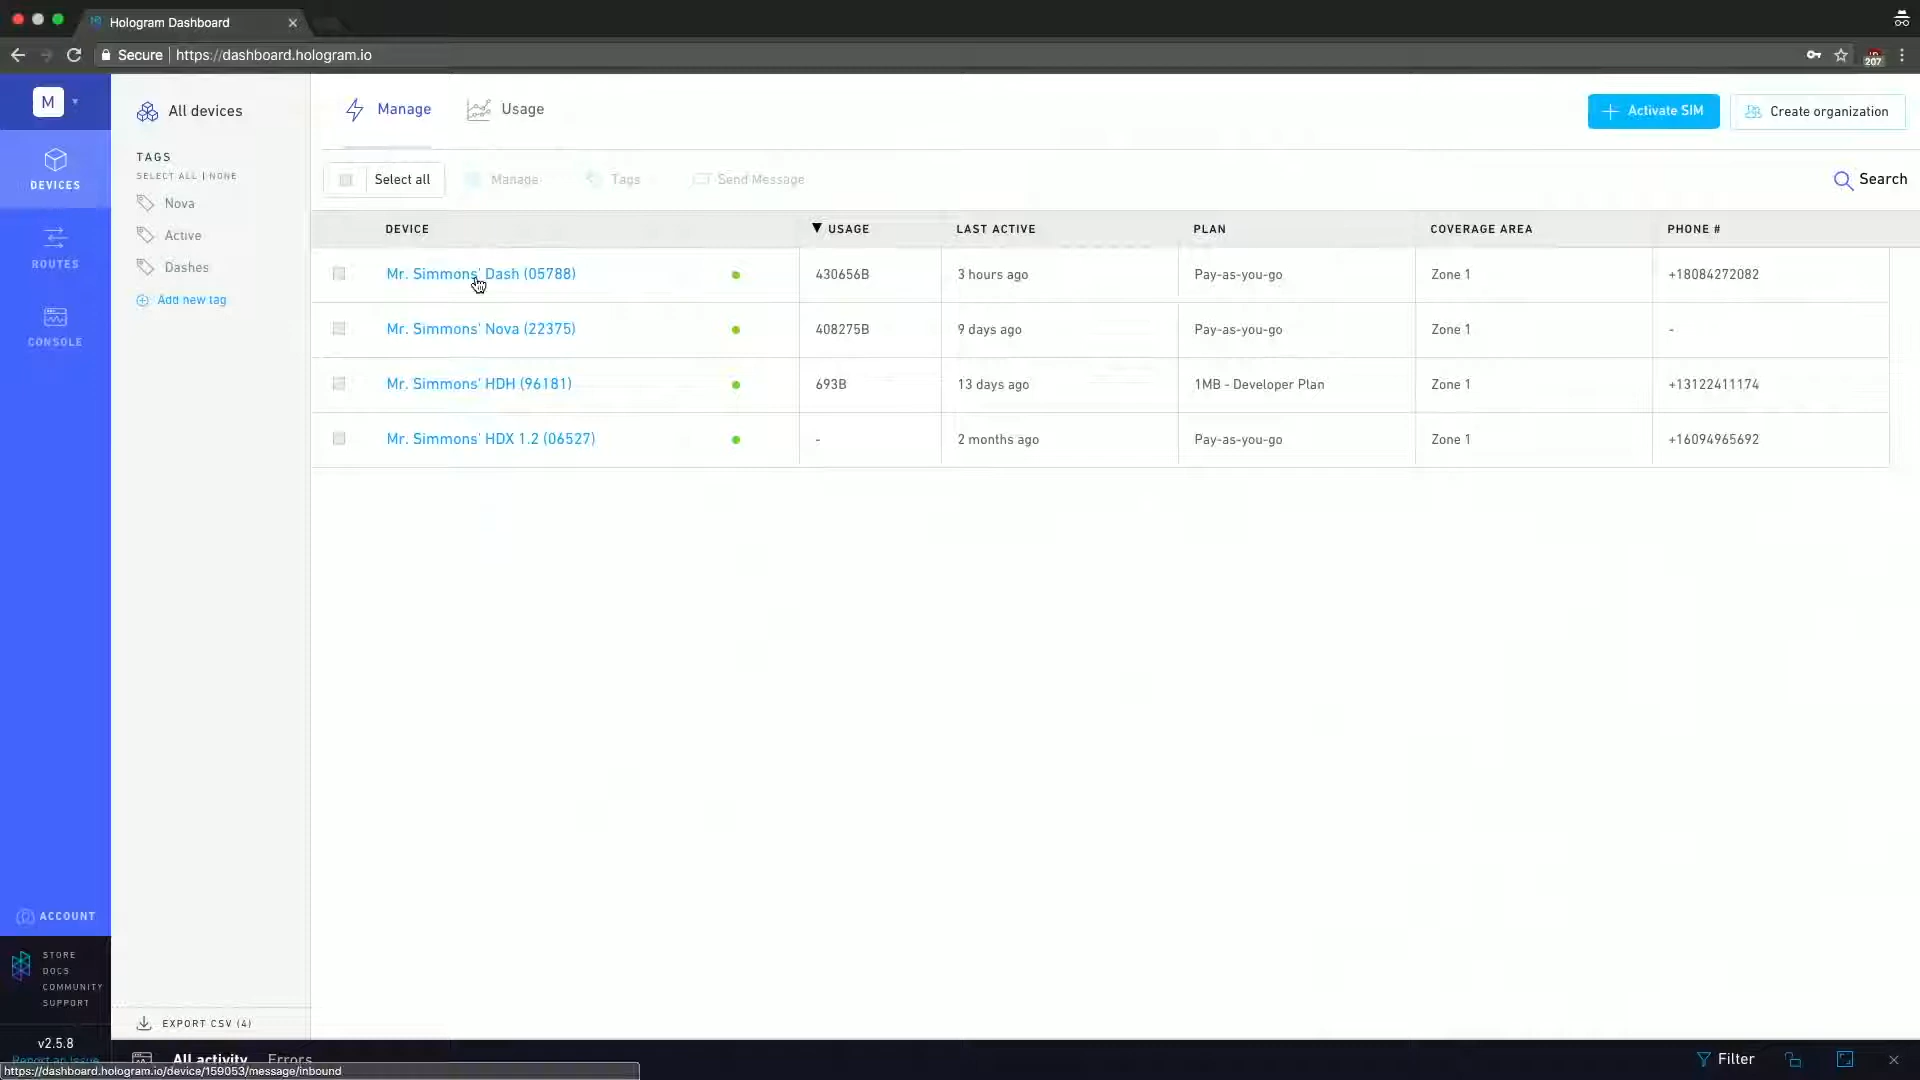 Hologram Dashboard
Secure | https://dashboard.hologram.io
207
M
DEVICES
ROUTES
CONSOLE
ACCOUNT
STORE
DOCS
COMMUNITY
SUPPORT
v2.5.8
Report an Issue
All devices
TAGS
SELECT ALL | NONE
Nova
Active
Dashes
Add new tag
EXPORT CSV (4)
Manage Usage
Activate SIM Create organization
Select all Manage Tags Send Message Search
DEVICE ▼ USAGE LAST ACTIVE PLAN COVERAGE AREA PHONE #
Mr. Simmons' Dash (05788) 430656B 3 hours ago Pay-as-you-go Zone 1 +18084272082
Mr. Simmons' Nova (22375) 408275B 9 days ago Pay-as-you-go Zone 1 -
Mr. Simmons' HDH (96181) 693B 13 days ago 1MB - Developer Plan Zone 1 +13122411174
Mr. Simmons' HDX 1.2 (06527) - 2 months ago Pay-as-you-go Zone 1 +16094965692
All activity Errors Filter
https://dashboard.hologram.io/device/159053/message/inbound